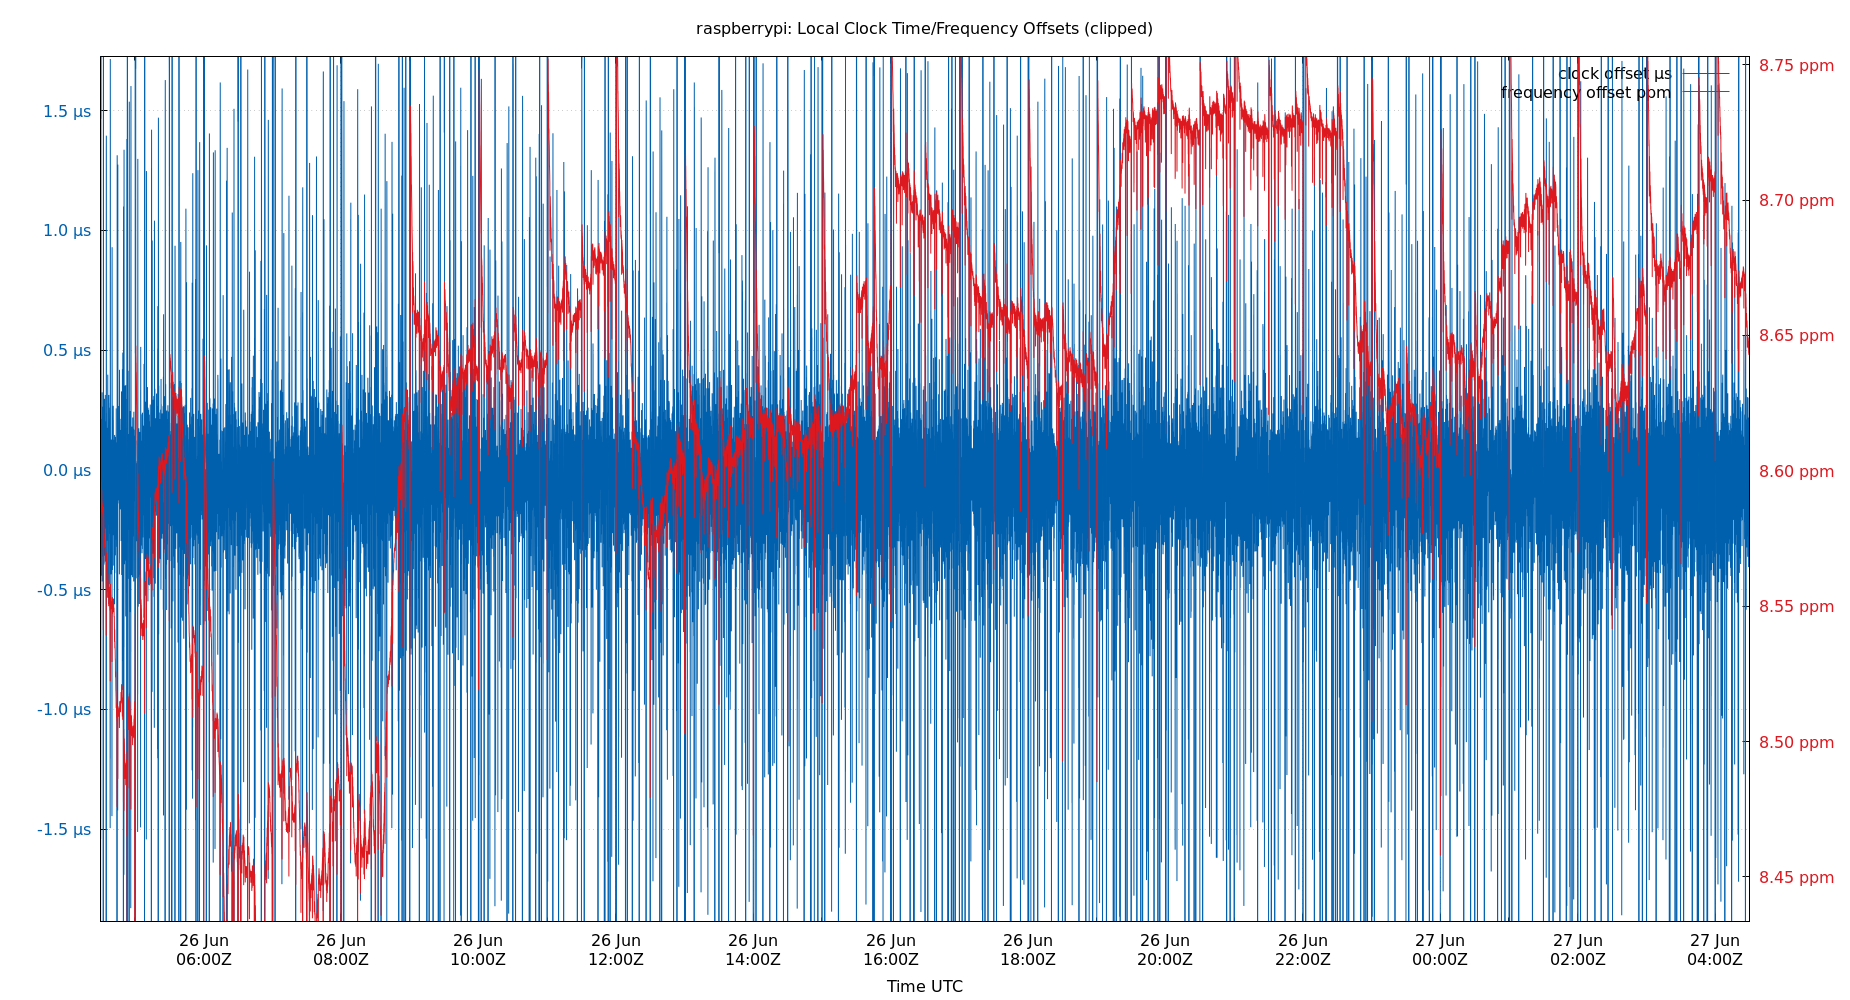 raspberrypi: Local Clock Time/Frequency Offsets (clipped)
clock offset µs
frequency offset ppm
1.5 µs
1.0 µs
0.5 µs
0.0 µs
-0.5 µs
-1.0 µs
-1.5 µs
8.75 ppm
8.70 ppm
8.65 ppm
8.60 ppm
8.55 ppm
8.50 ppm
8.45 ppm
26 Jun 26 Jun 26 Jun 26 Jun 26 Jun 26 Jun 26 Jun 26 Jun 26 Jun 27 Jun 27 Jun 27 Jun
06:00Z 08:00Z 10:00Z 12:00Z 14:00Z 16:00Z 18:00Z 20:00Z 22:00Z 00:00Z 02:00Z 04:00Z
Time UTC